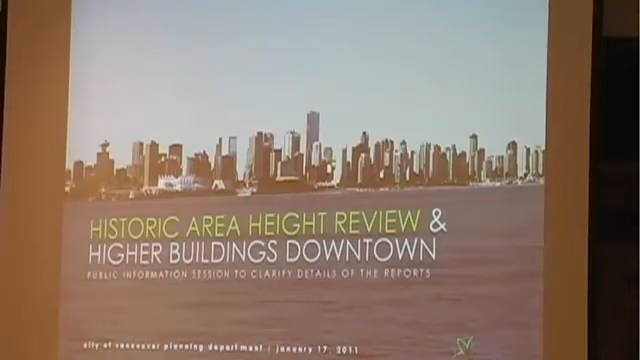 HISTORIC AREA HEIGHT REVIEW &
HIGHER BUILDINGS DOWNTOWN
PUBLIC INFORMATION SESSION TO CLARIFY DETAILS OF THE REPORTS
city of vancouver planning department | january 17, 2011